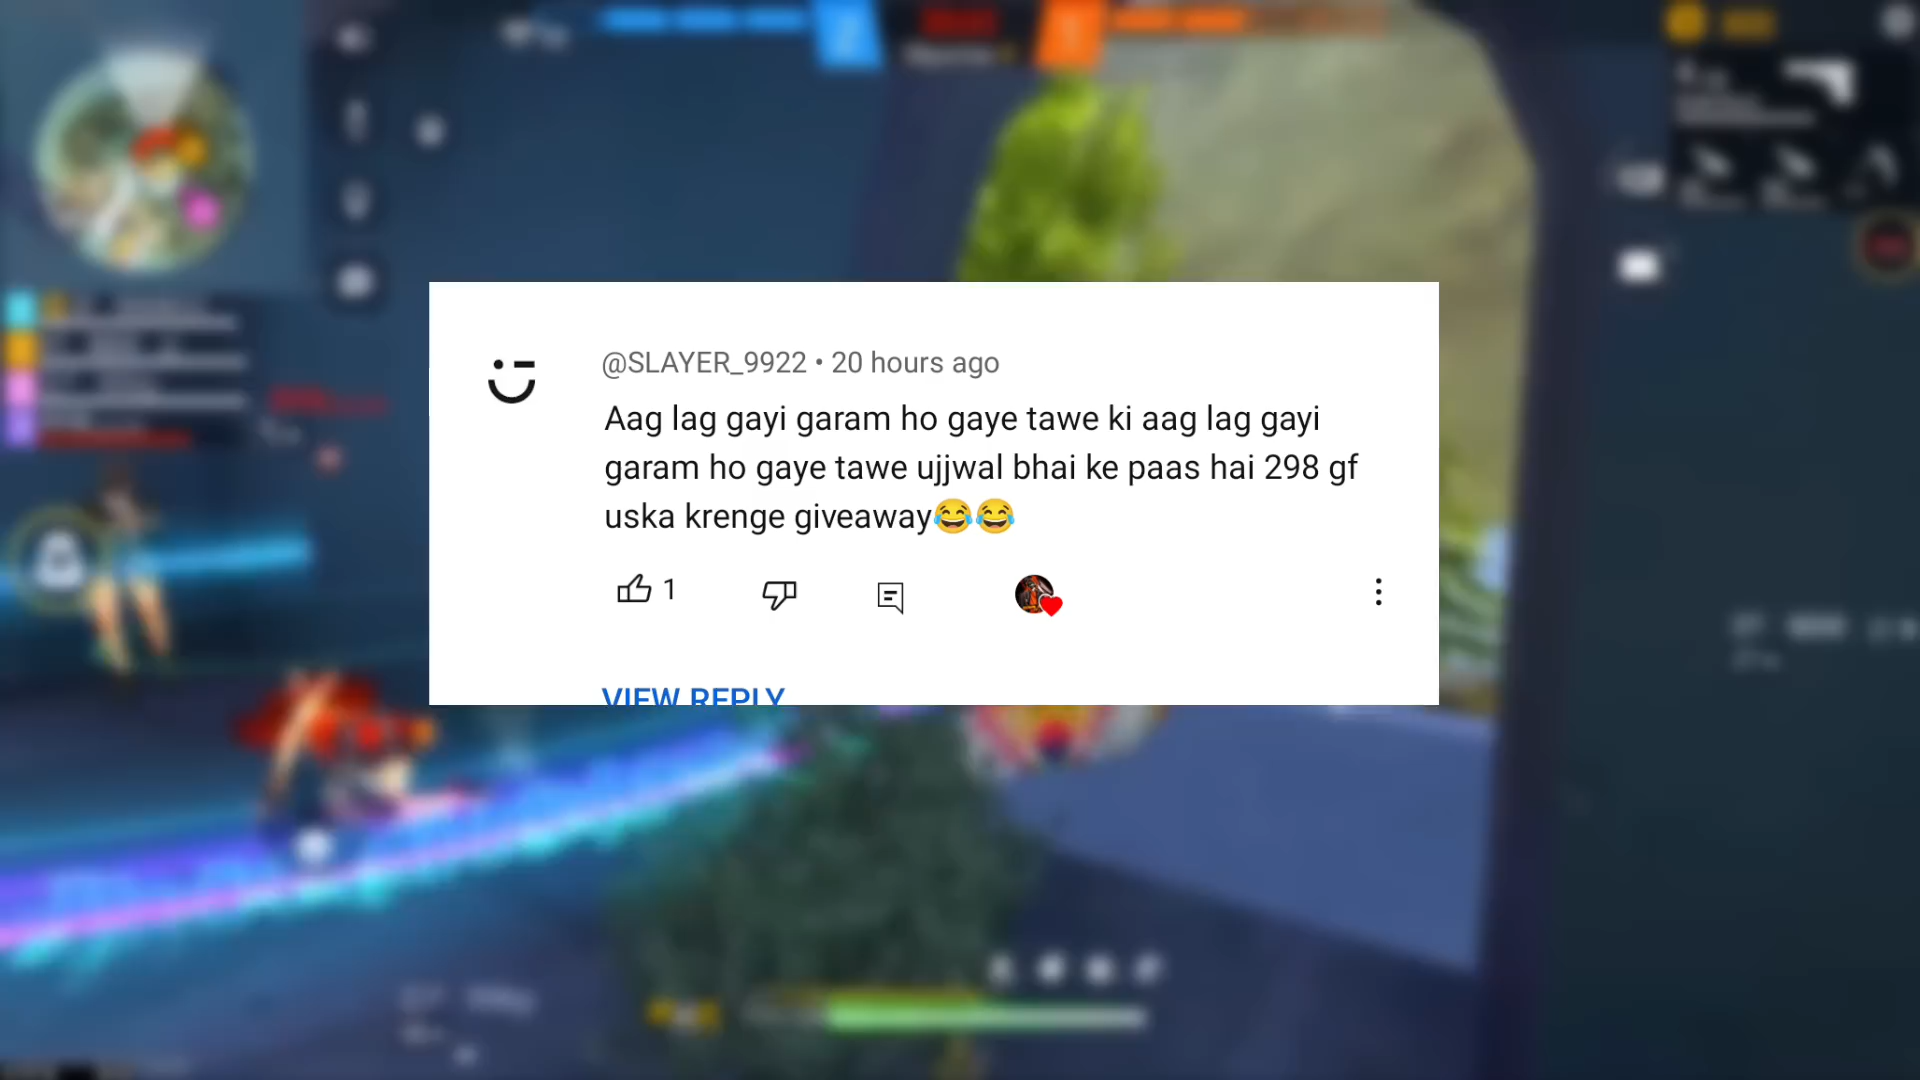 @SLAYER_9922 • 20 hours ago
Aag lag gayi garam ho gaye tawe ki aag lag gayi
garam ho gaye tawe ujjwal bhai ke paas hai 298 gf
uska krenge giveaway😂😂
1
VIEW REPLY